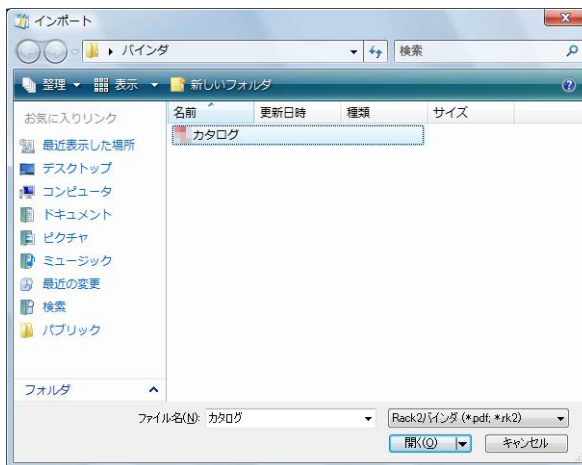 インポート
バインダ
検索
整理 表示 新しいフォルダ
お気に入りリンク
名前 更新日時 種類 サイズ
カタログ
最近表示した場所
デスクトップ
コンピュータ
ドキュメント
ピクチャ
ミュージック
最近の変更
検索
パブリック
フォルダ
ファイル名(N): カタログ
Rack2バインダ (*pdf; *rk2)
開く(O)
キャンセル